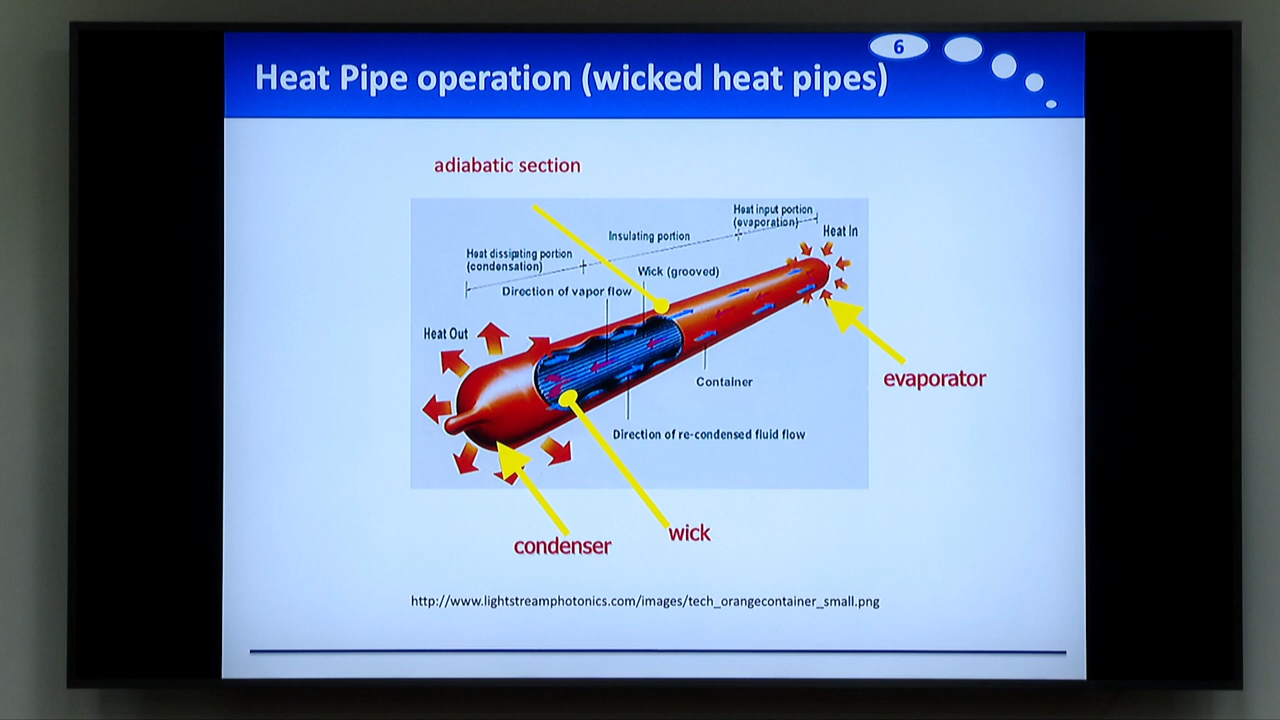 6
Heat Pipe operation (wicked heat pipes)
adiabatic section
Heat input portion
(evaporation)
Heat In
Insulating portion
Heat dissipating portion
(condensation)
Wick (grooved)
Direction of vapor flow
Heat Out
Container
evaporator
Direction of re-condensed fluid flow
wick
condenser
http://www.lightstreamphotonics.com/images/tech_orangecontainer_small.png